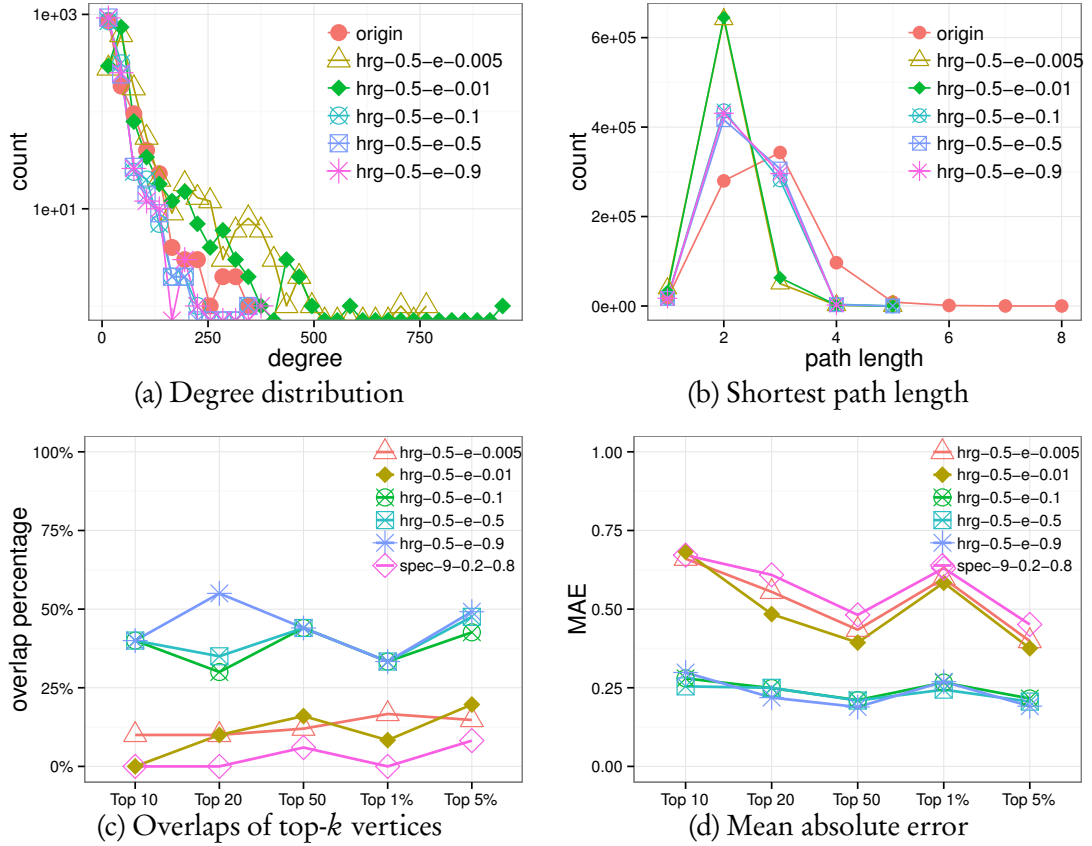 1e+03
1e+01
count
0
250
500
750
degree
origin
hrg−0.5−e−0.005
hrg−0.5−e−0.01
hrg−0.5−e−0.1
hrg−0.5−e−0.5
hrg−0.5−e−0.9
(a) Degree distribution
6e+05
4e+05
2e+05
0e+00
count
2
4
6
8
path length
origin
hrg−0.5−e−0.005
hrg−0.5−e−0.01
hrg−0.5−e−0.1
hrg−0.5−e−0.5
hrg−0.5−e−0.9
(b) Shortest path length
100%
75%
50%
25%
0%
overlap percentage
Top 10
Top 20
Top 50
Top 1%
Top 5%
hrg−0.5−e−0.005
hrg−0.5−e−0.01
hrg−0.5−e−0.1
hrg−0.5−e−0.5
hrg−0.5−e−0.9
spec−9−0.2−0.8
(c) Overlaps of top-k vertices
1.00
0.75
0.50
0.25
0.00
MAE
Top 10
Top 20
Top 50
Top 1%
Top 5%
hrg−0.5−e−0.005
hrg−0.5−e−0.01
hrg−0.5−e−0.1
hrg−0.5−e−0.5
hrg−0.5−e−0.9
spec−9−0.2−0.8
(d) Mean absolute error